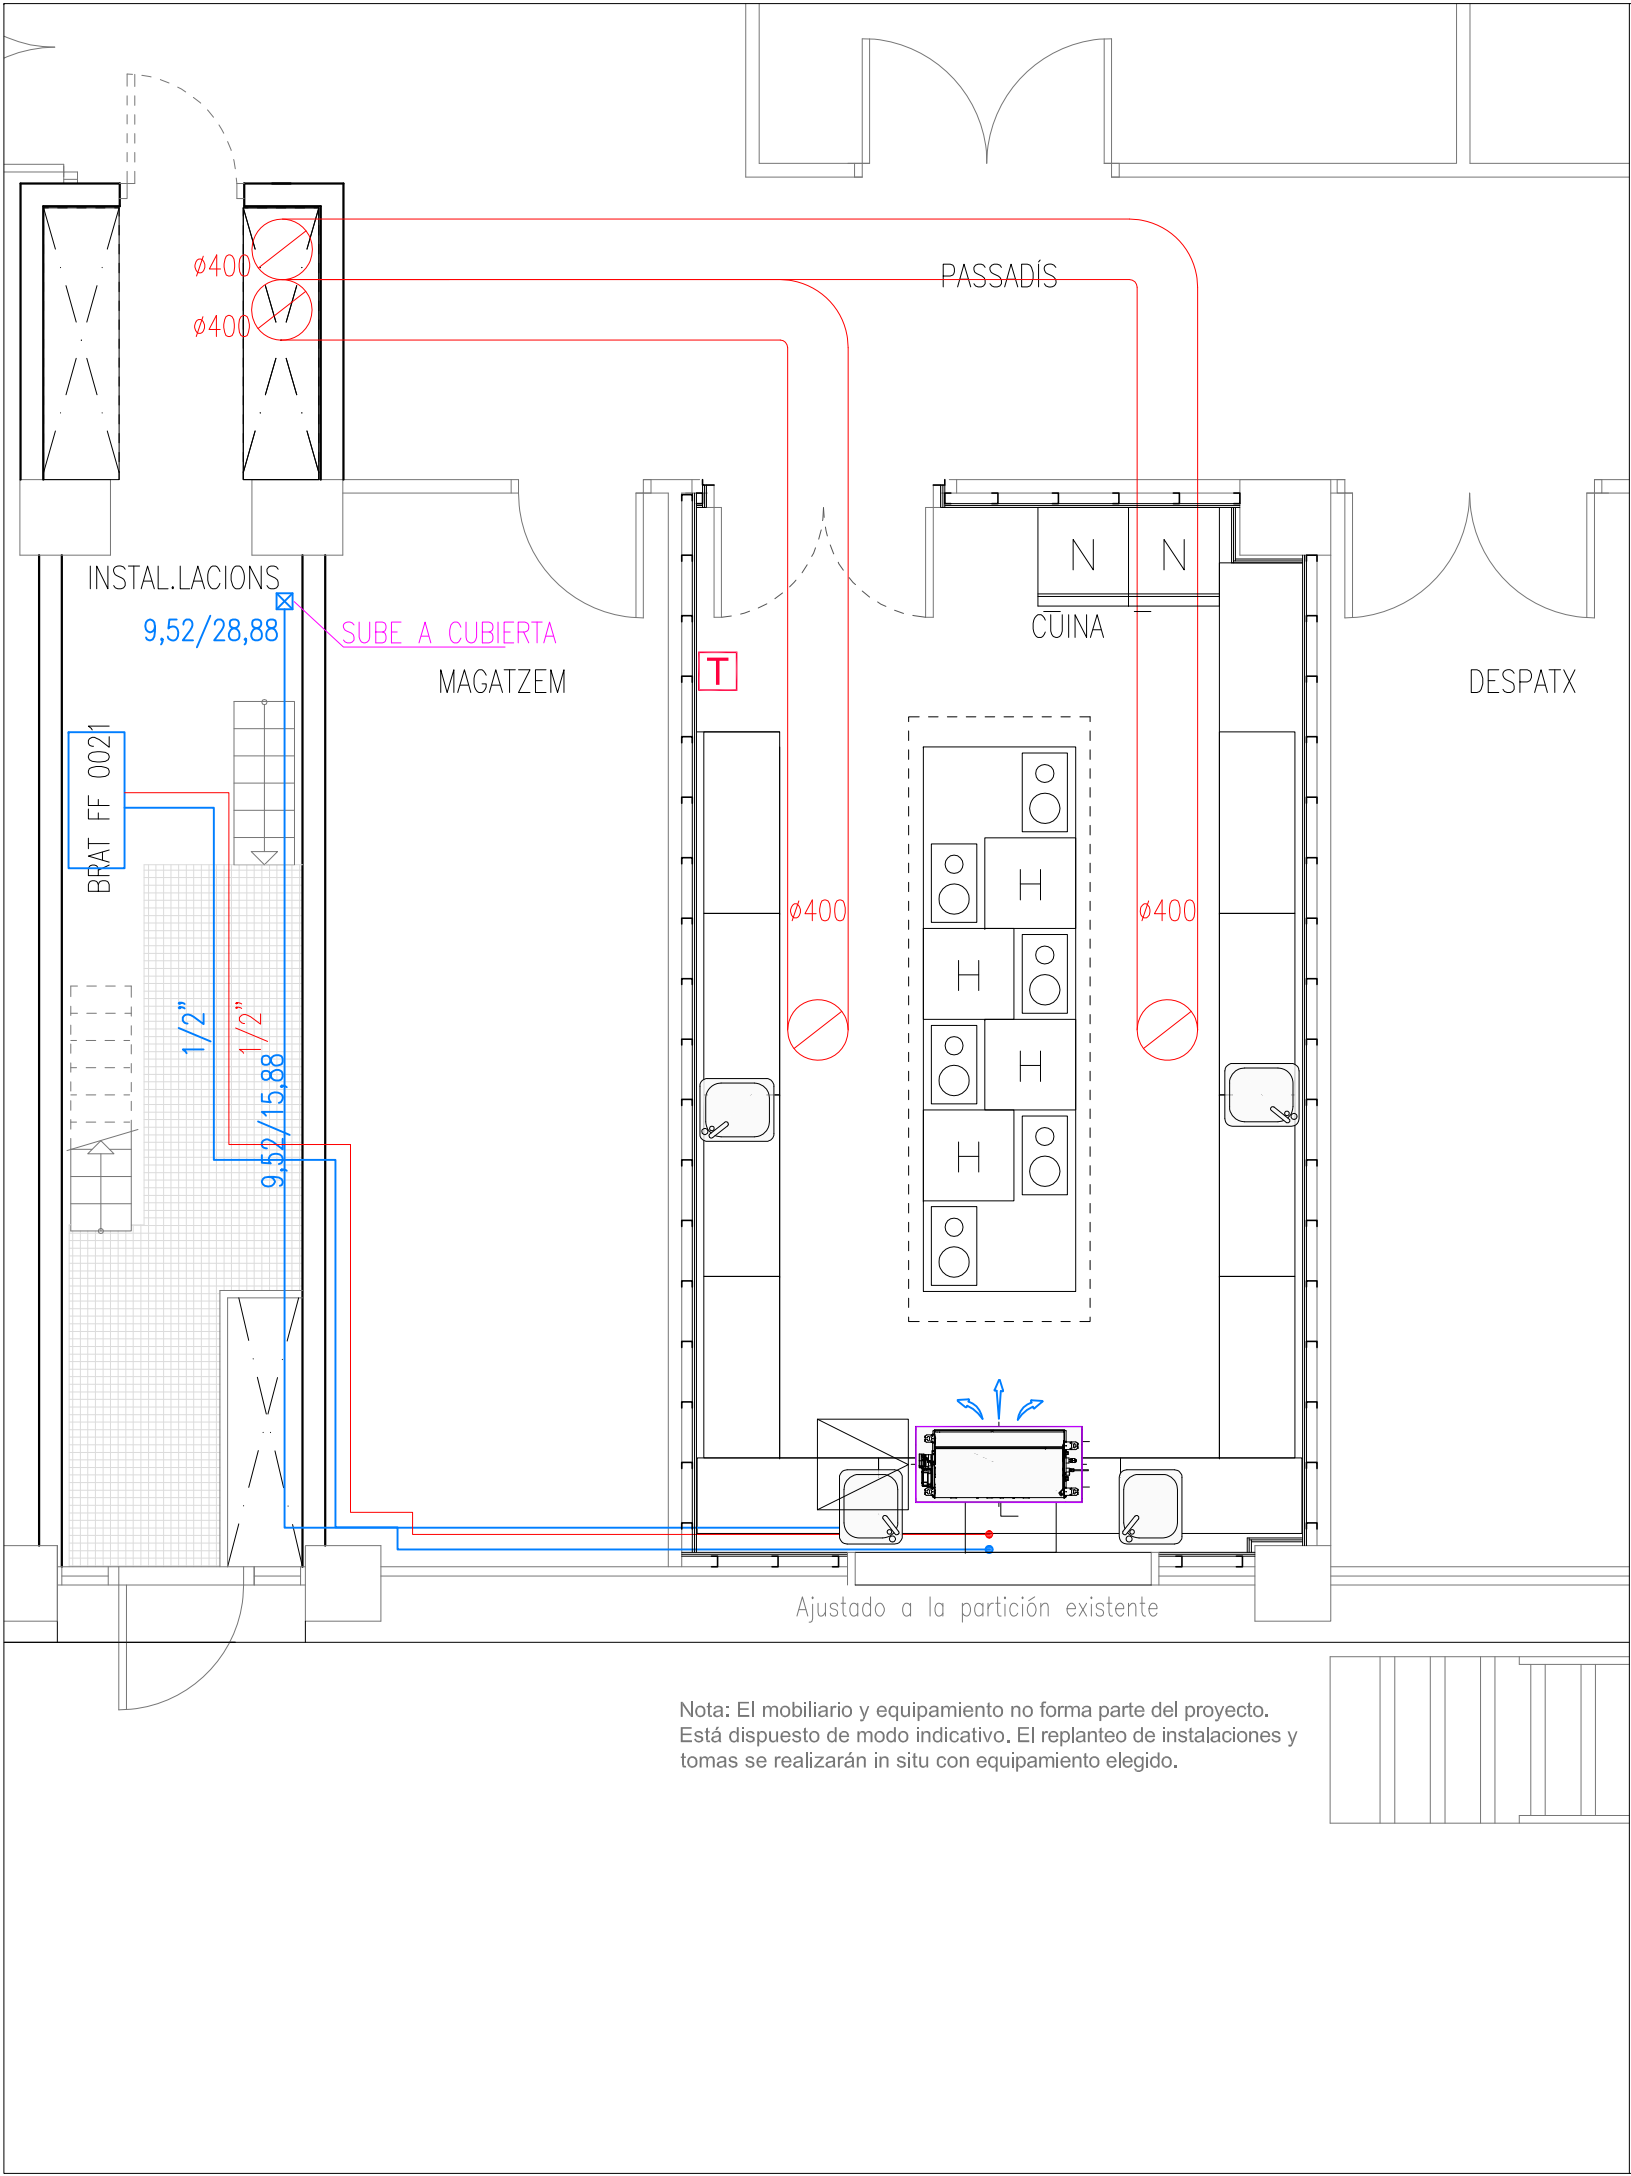 ø400
PASSADÍS
ø400
N
N
INSTAL.LACIONS
9,52/28,88
SUBE A CUBIERTA
CUINA
T
MAGATZEM
DESPATX
BRAT FF 0021
H
ø400
ø400
H
1/2"
1/2"
9,52/15,88
H
H
Ajustado a la partición existente
Nota: El mobiliario y equipamiento no forma parte del proyecto.
Está dispuesto de modo indicativo. El replanteo de instalaciones y
tomas se realizarán in situ con equipamiento elegido.